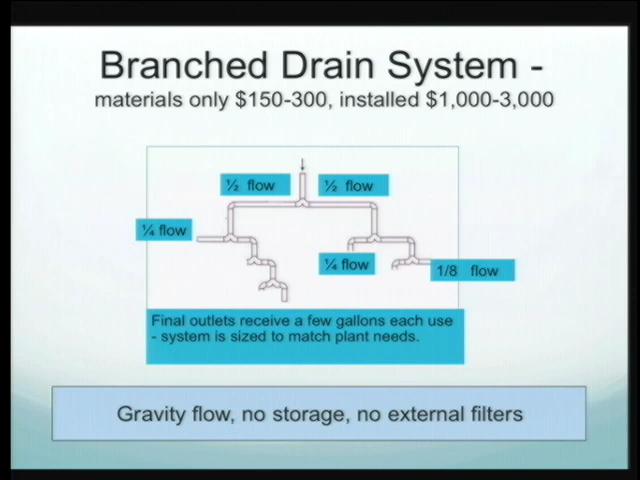 Branched Drain System -
materials only $150-300, installed $1,000-3,000
½ flow
½ flow
¼ flow
¼ flow
1/8 flow
Final outlets receive a few gallons each use
- system is sized to match plant needs.
Gravity flow, no storage, no external filters